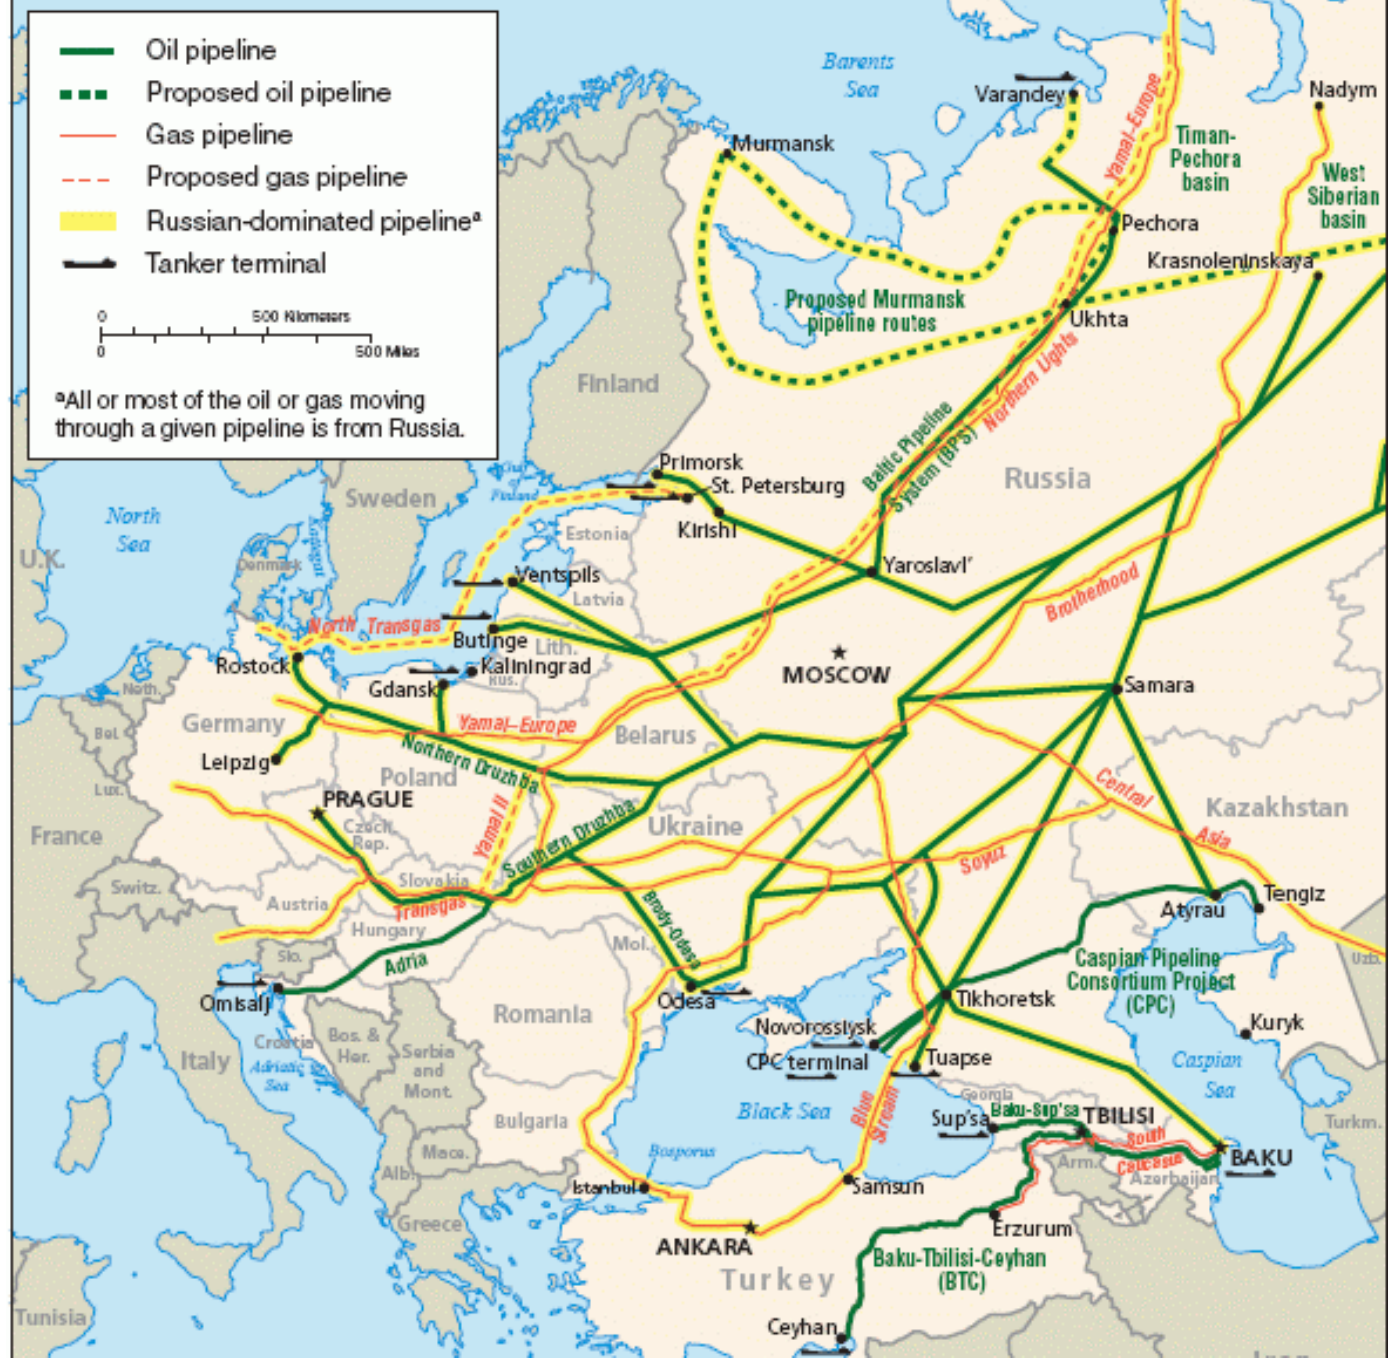 Oil pipeline
Proposed oil pipeline
Gas pipeline
Proposed gas pipeline
Russian-dominated pipelineª
Tanker terminal
0 500 Kilometers
0 500 Miles
ªAll or most of the oil or gas moving
through a given pipeline is from Russia.
Barents
Sea
Varandey
Nadym
Murmansk
Yamal–Europe
Timan-
Pechora
basin
West
Siberian
basin
Pechora
Krasnoleninskaya
Proposed Murmansk
pipeline routes
Ukhta
Finland
Northern Lights
Baltic Pipeline
System (BPS)
Primorsk
St. Petersburg
Kirishi
Russia
Sweden
Gulf
of
Finland
North
Sea
U.K.
Denmark
Kattegat
Estonia
Yaroslavl'
Ventspils
Latvia
Brotherhood
North Transgas
Butinge
Lith.
Rostock
Kaliningrad
Rus.
Gdansk
MOSCOW
Samara
Neth.
Germany
Bel.
Yamal–Europe
Belarus
Leipzig
Northern Druzhba
Poland
Lux.
PRAGUE
Central
Asia
Kazakhstan
France
Czech
Rep.
Yamal II
Southern Druzhba
Ukraine
Soyuz
Switz.
Slovakia
Austria
Transgas
Brody-Odesa
Atyrau
Tengiz
Hungary
Slo.
Mol.
Adria
Caspian Pipeline
Consortium Project
(CPC)
Uzb.
Omisalj
Odesa
Tikhoretsk
Romania
Novorossiysk
Kuryk
Croatia
Bos. &
Her.
Italy
Serbia
and
Mont.
CPC terminal
Tuapse
Caspian
Sea
Adriatic
Sea
Georgia
Bulgaria
Black Sea
Blue
Stream
Sup'sa
Baku-Sup'sa
TBILISI
Turkm.
South
Caucasus
BAKU
Mace.
Bosporus
Alb.
Arm.
Azerbaijan
Istanbul
Samsun
Greece
Erzurum
ANKARA
Baku-Tbilisi-Ceyhan
(BTC)
Turkey
Tunisia
Ceyhan
Iran